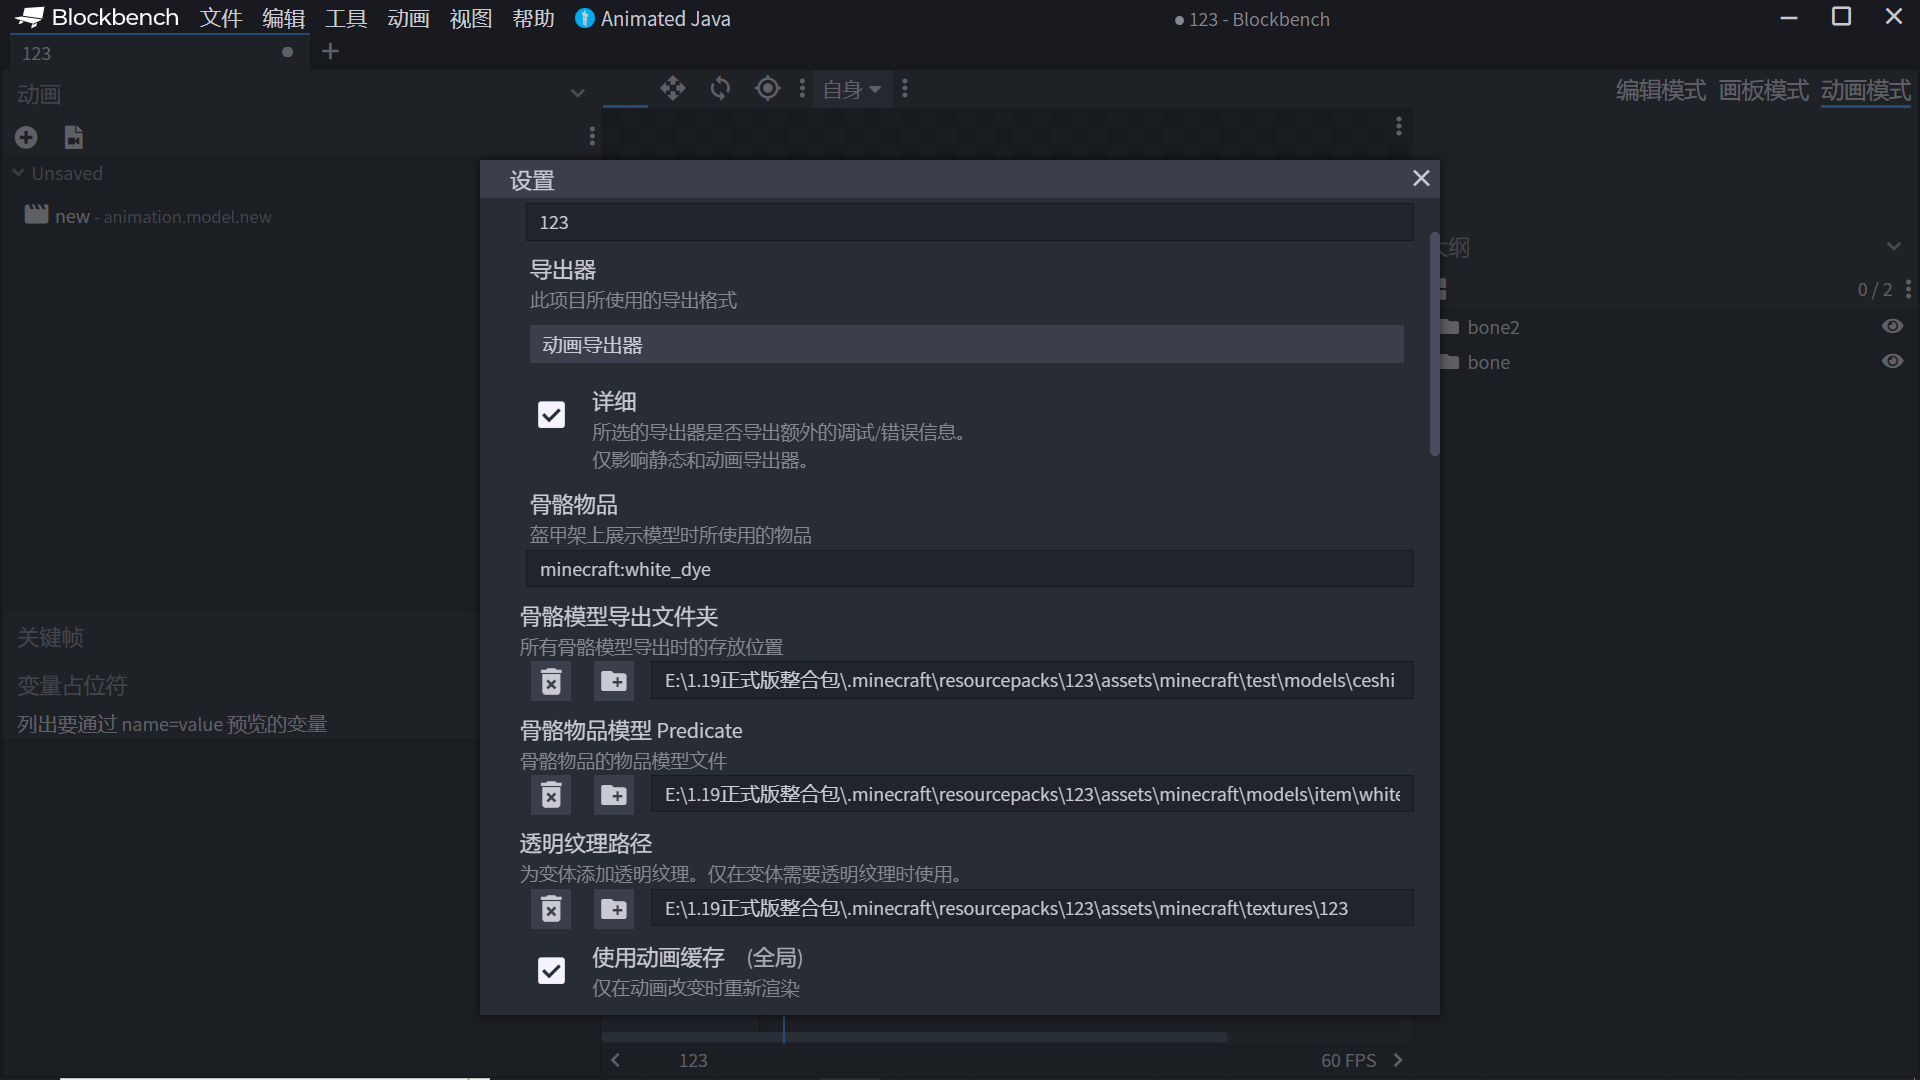 Blockbench 文件 编辑 工具 动画 视图 帮助 Animated Java
● 123 - Blockbench
123
动画
自身
编辑模式 画板模式 动画模式
Unsaved
new - animation.model.new
关键帧
变量占位符
列出要通过 name=value 预览的变量
设置
123
导出器
此项目所使用的导出格式
动画导出器
详细
所选的导出器是否导出额外的调试/错误信息。
仅影响静态和动画导出器。
骨骼物品
盔甲架上展示模型时所使用的物品
minecraft:white_dye
骨骼模型导出文件夹
所有骨骼模型导出时的存放位置
E:\1.19正式版整合包\.minecraft\resourcepacks\123\assets\minecraft\test\models\ceshi
骨骼物品模型 Predicate
骨骼物品的物品模型文件
E:\1.19正式版整合包\.minecraft\resourcepacks\123\assets\minecraft\models\item\white
透明纹理路径
为变体添加透明纹理。仅在变体需要透明纹理时使用。
E:\1.19正式版整合包\.minecraft\resourcepacks\123\assets\minecraft\textures\123
使用动画缓存 (全局)
仅在动画改变时重新渲染
纲
0 / 2
bone2
bone
123
60 FPS